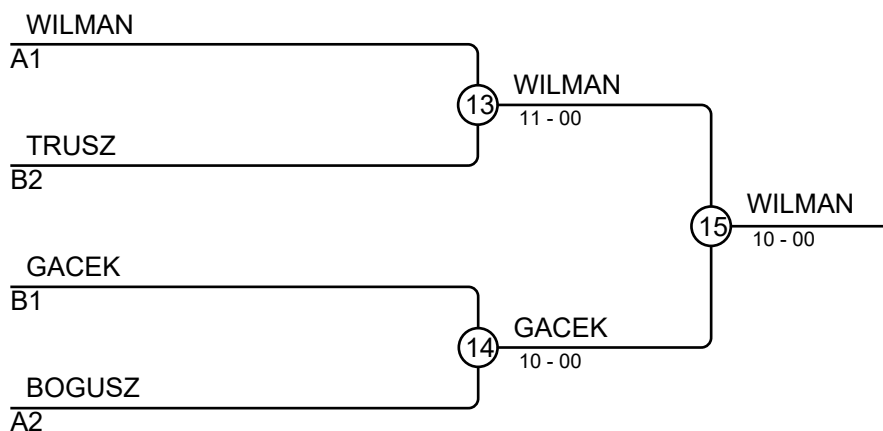 WILMAN
A1
13
WILMAN
11 - 00
TRUSZ
B2
15
WILMAN
10 - 00
GACEK
B1
14
GACEK
10 - 00
BOGUSZ
A2